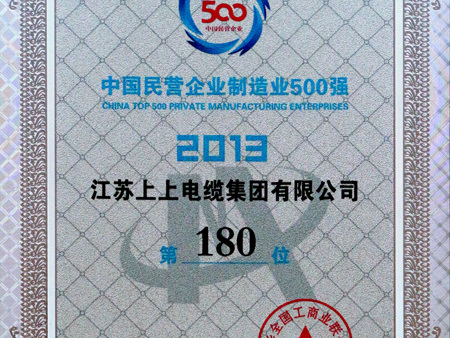 500
中国民营企业
中国民营企业制造业500强
CHINA TOP 500 PRIVATE MANUFACTURING ENTERPRISES
2013
江苏上上电缆集团有限公司
第 180 位
全国工商业联